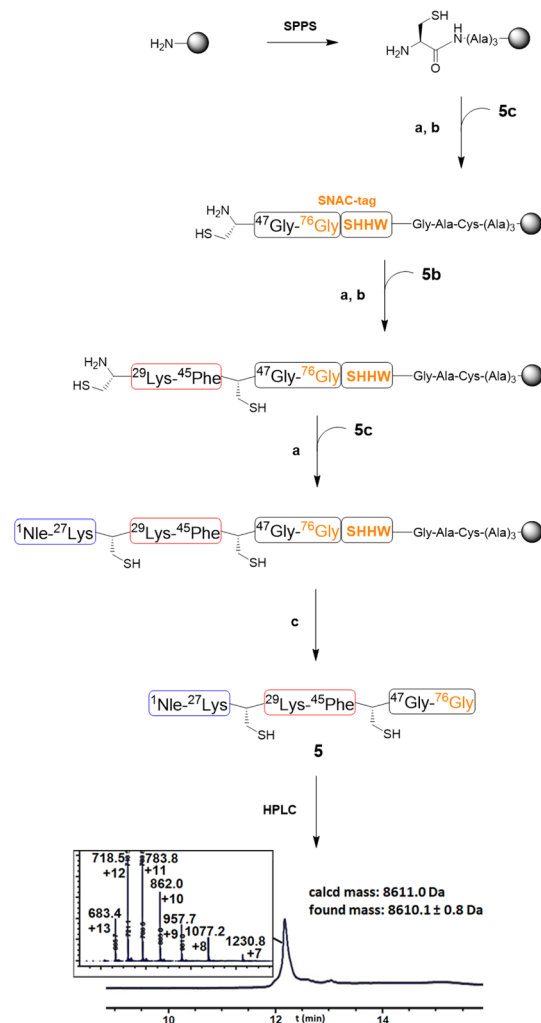 SPPS
H2N
SH
H2N
N
H
(Ala)3
O
a, b
5c
SNAC-tag
H2N
HS
47Gly-76Gly
SHHW
Gly-Ala-Cys-(Ala)3
a, b
5b
H2N
HS
29Lys-45Phe
SH
47Gly-76Gly
SHHW
Gly-Ala-Cys-(Ala)3
a
5c
1Nle-27Lys
SH
29Lys-45Phe
SH
47Gly-76Gly
SHHW
Gly-Ala-Cys-(Ala)3
c
1Nle-27Lys
SH
29Lys-45Phe
SH
47Gly-76Gly
5
HPLC
718.5
+12
783.8
+11
862.0
+10
683.4
+13
957.7
+9
1077.2
+8
1230.8
+7
calcd mass: 8611.0 Da
found mass: 8610.1 ± 0.8 Da
10
12
t (min)
14